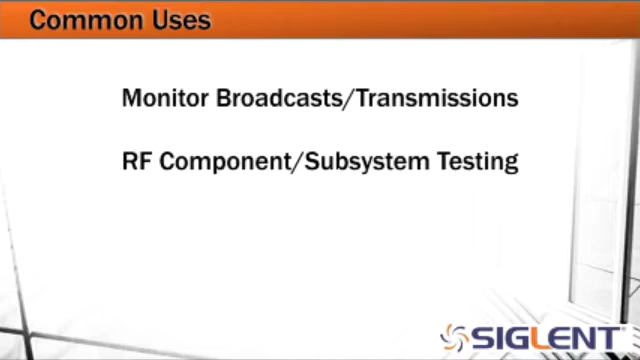 Common Uses
Monitor Broadcasts/Transmissions
RF Component/Subsystem Testing
SIGLENT